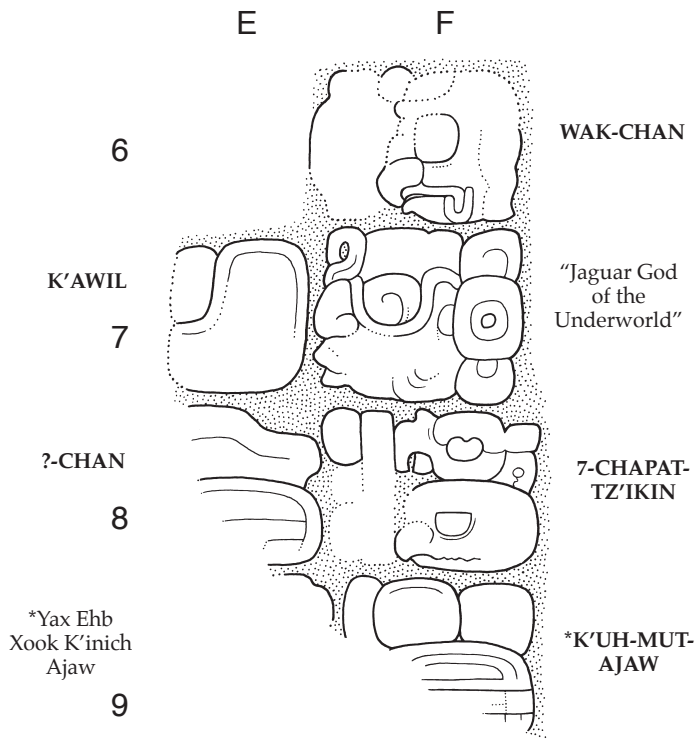 E F
6 WAK-CHAN
K’AWIL
7
“Jaguar God
of the
Underworld”
?-CHAN
8
7-CHAPAT-
TZ’IKIN
*Yax Ehb
Xook K’inich
Ajaw
9
*K’UH-MUT-
AJAW